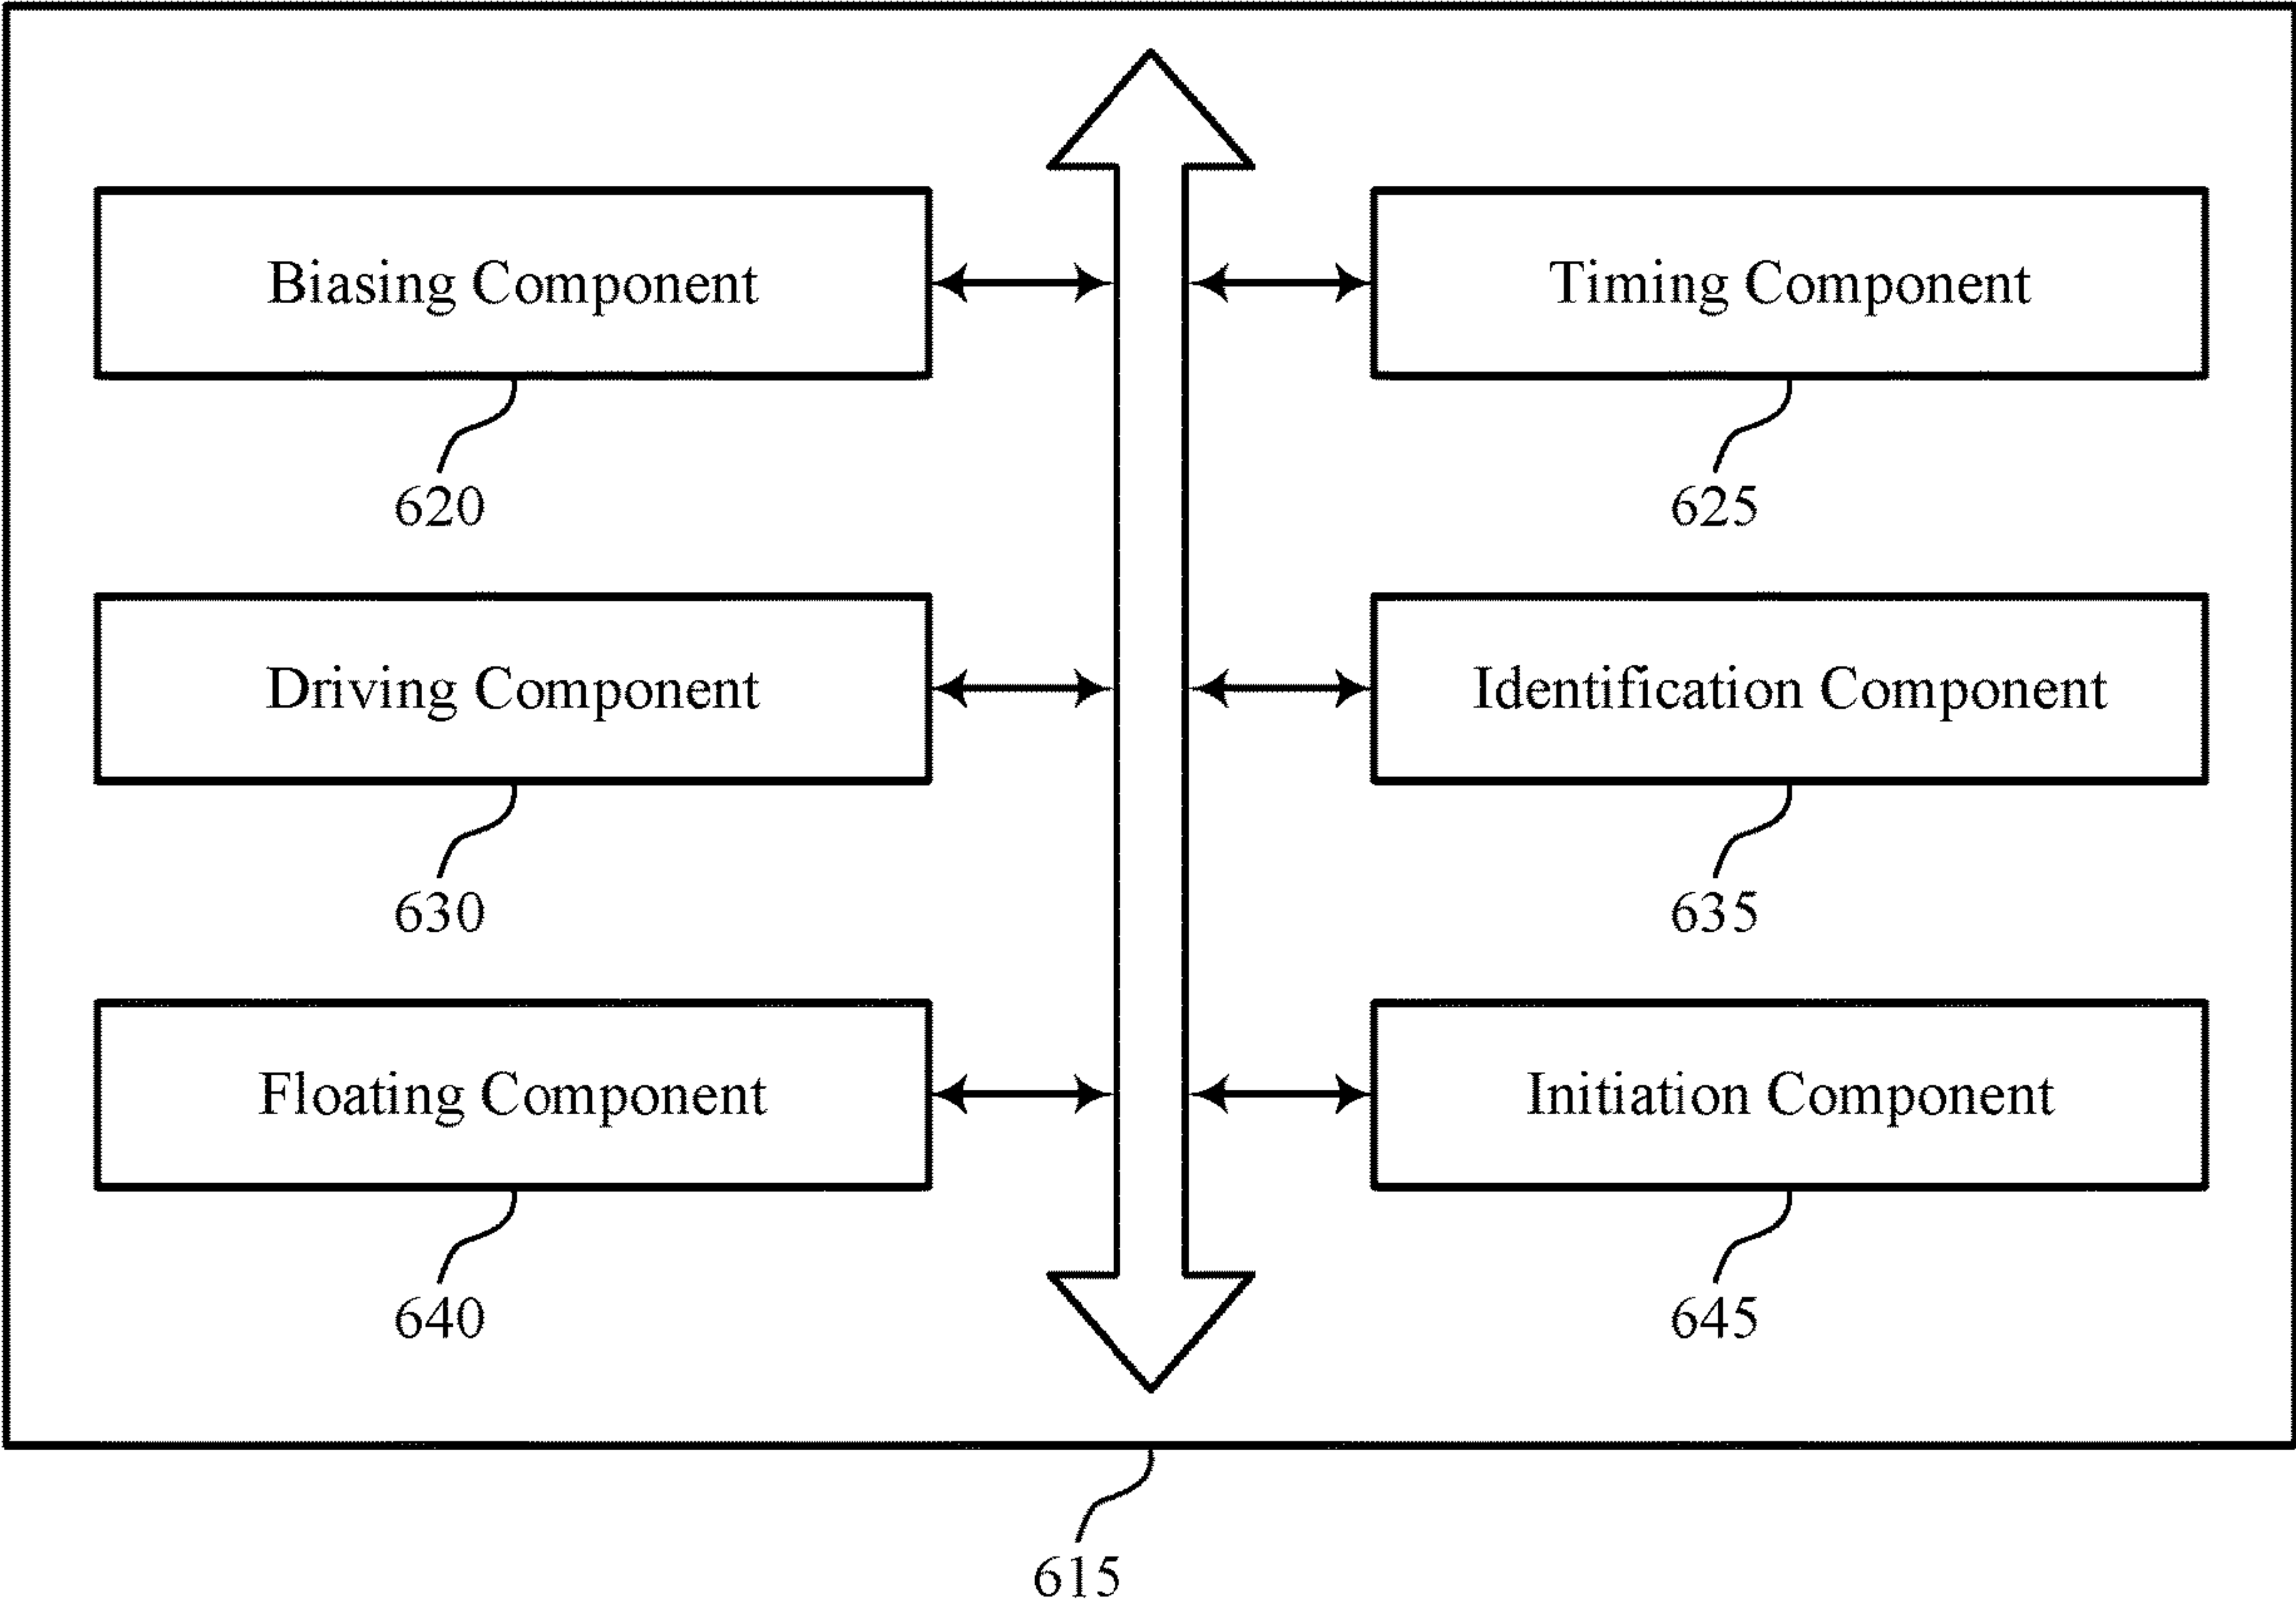 Biasing Component
Timing Component
620
625
Driving Component
Identification Component
630
635
Floating Component
Initiation Component
640
645
615